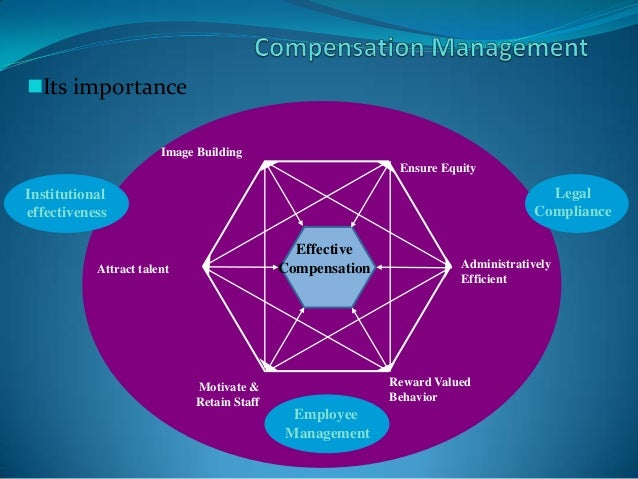 Compensation Management
Its importance
Image Building
Ensure Equity
Institutional
effectiveness
Legal
Compliance
Effective
Compensation
Attract talent
Administratively
Efficient
Motivate &
Retain Staff
Reward Valued
Behavior
Employee
Management